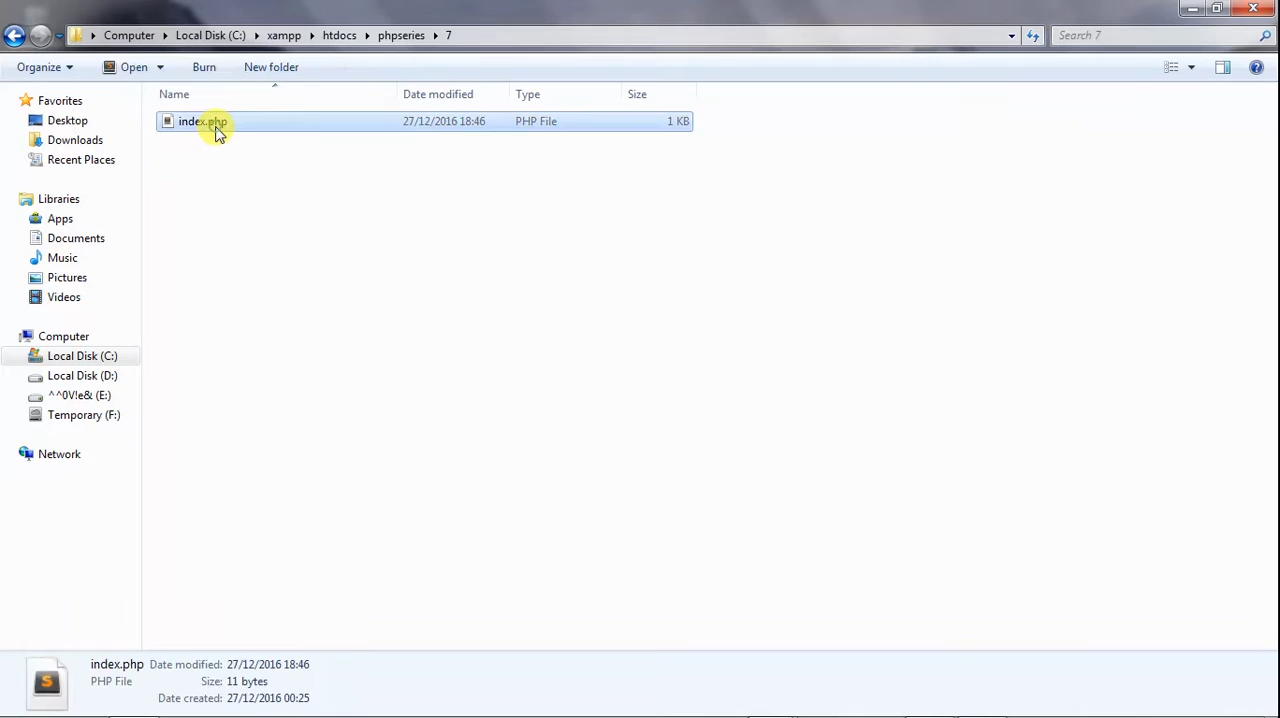 Computer Local Disk (C:) xampp htdocs phpseries 7 Search 7
Organize Open Burn New folder
Name Date modified Type Size
index.php 27/12/2016 18:46 PHP File 1 KB
Favorites
Desktop
Downloads
Recent Places
Libraries
Apps
Documents
Music
Pictures
Videos
Computer
Local Disk (C:)
Local Disk (D:)
^^0V!e& (E:)
Temporary (F:)
Network
index.php Date modified: 27/12/2016 18:46
PHP File Size: 11 bytes
Date created: 27/12/2016 00:25